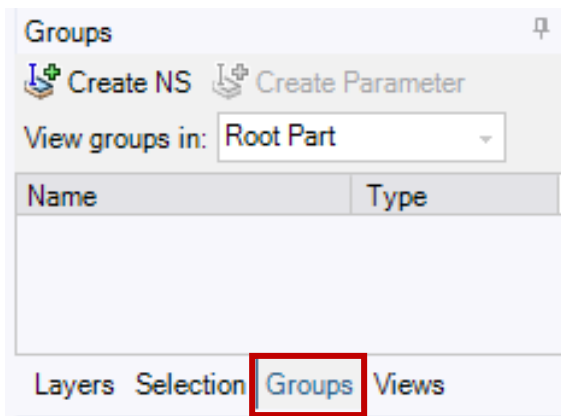 Groups
Create NS Create Parameter
View groups in: Root Part
Name Type
Layers Selection Groups Views